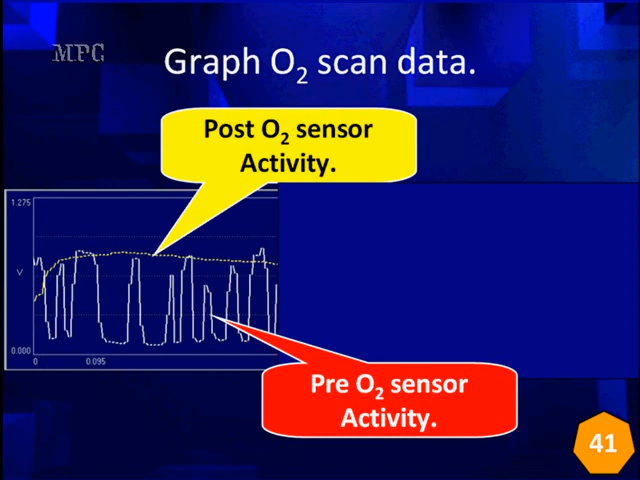 MPC
Graph O₂ scan data.
Post O₂ sensor
Activity.
1.275
V
0.000
0
0.095
Pre O₂ sensor
Activity.
41